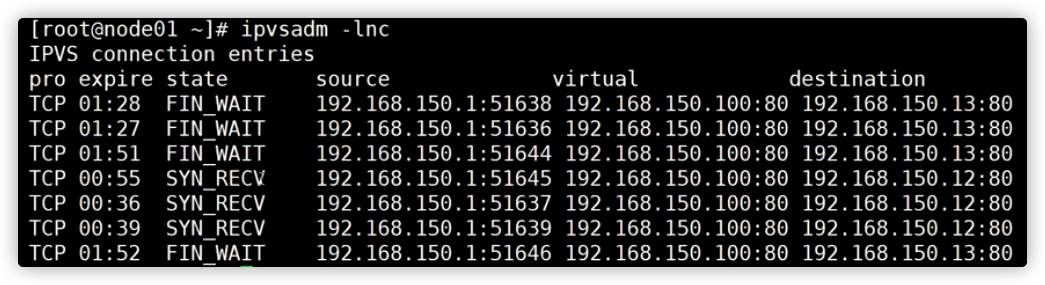 [root@node01 ~]# ipvsadm -lnc
IPVS connection entries
pro expire state       source                 virtual            destination
TCP 01:28  FIN_WAIT    192.168.150.1:51638 192.168.150.100:80 192.168.150.13:80
TCP 01:27  FIN_WAIT    192.168.150.1:51636 192.168.150.100:80 192.168.150.13:80
TCP 01:51  FIN_WAIT    192.168.150.1:51644 192.168.150.100:80 192.168.150.13:80
TCP 00:55  SYN_RECV    192.168.150.1:51645 192.168.150.100:80 192.168.150.12:80
TCP 00:36  SYN_RECV    192.168.150.1:51637 192.168.150.100:80 192.168.150.12:80
TCP 00:39  SYN_RECV    192.168.150.1:51639 192.168.150.100:80 192.168.150.12:80
TCP 01:52  FIN_WAIT    192.168.150.1:51646 192.168.150.100:80 192.168.150.13:80